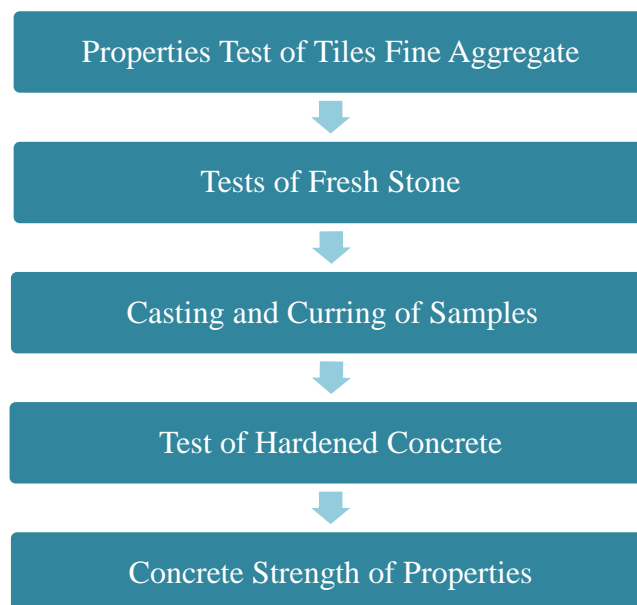 Properties Test of Tiles Fine Aggregate
Tests of Fresh Stone
Casting and Curring of Samples
Test of Hardened Concrete
Concrete Strength of Properties